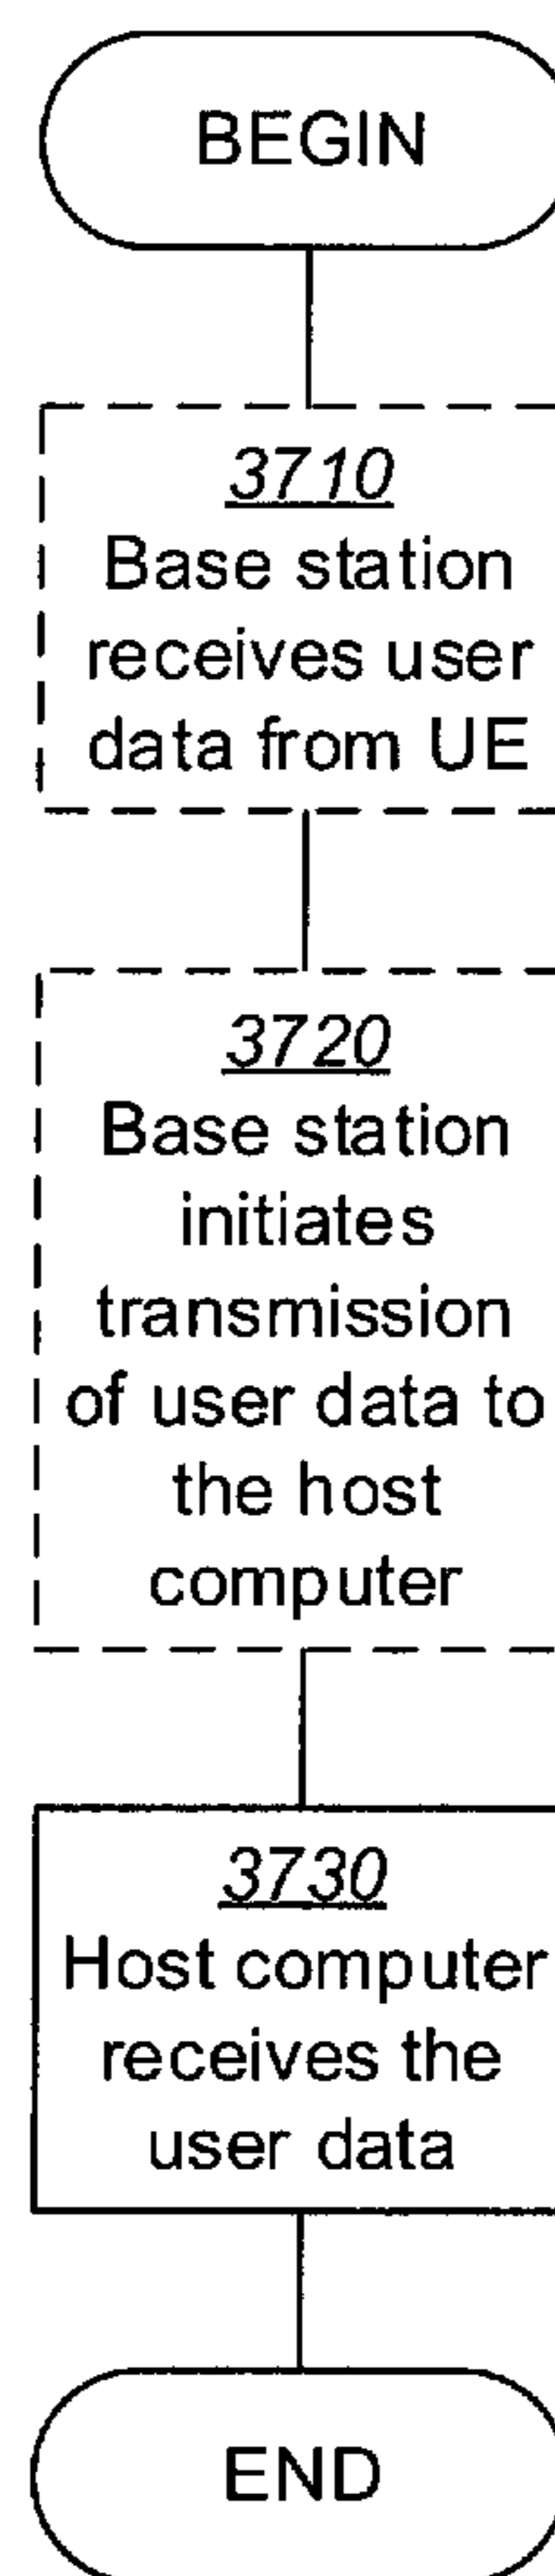 BEGIN
3710
Base station
receives user
data from UE
3720
Base station
initiates
transmission
of user data to
the host
computer
3730
Host computer
receives the
user data
END